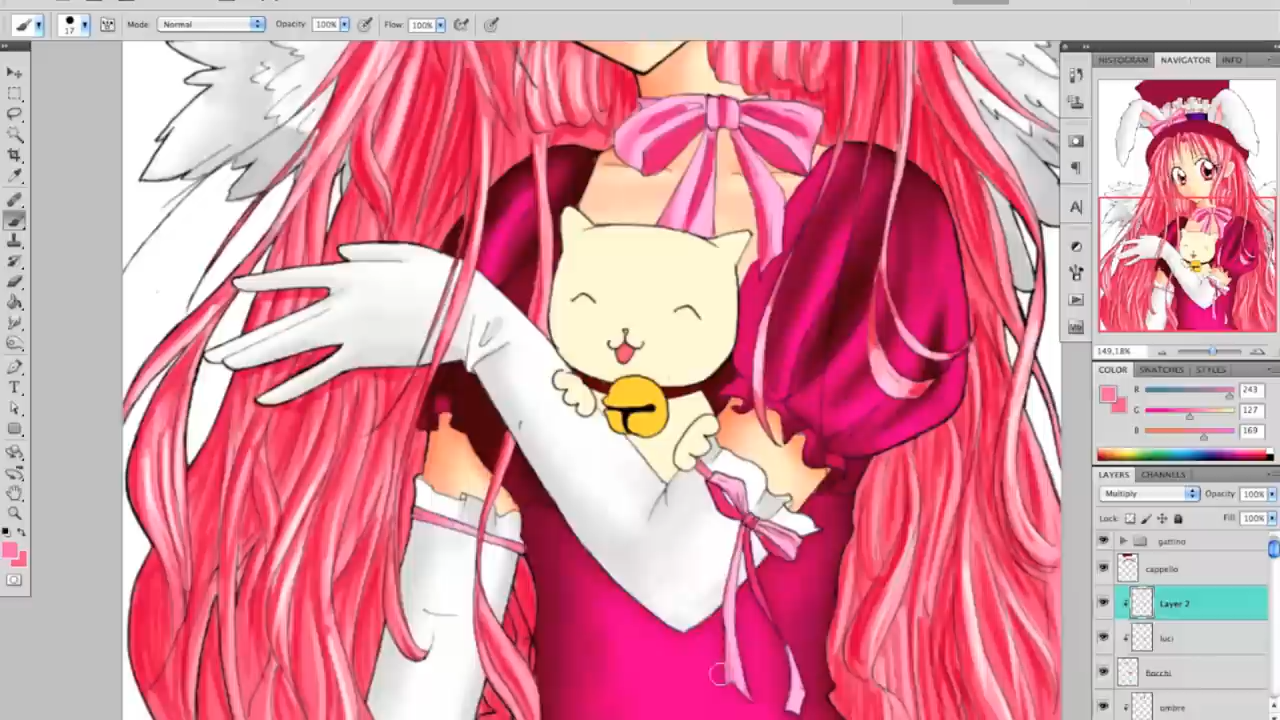 Mode: Normal Opacity: 100% Flow: 100%
17
HISTOGRAM NAVIGATOR INFO
149,18%
COLOR SWATCHES STYLES
R 243
G 127
B 169
LAYERS CHANNELS
Multiply Opacity: 100%
Lock: Fill: 100%
gattino
cappello
Layer 2
luci
fiocchi
ombre